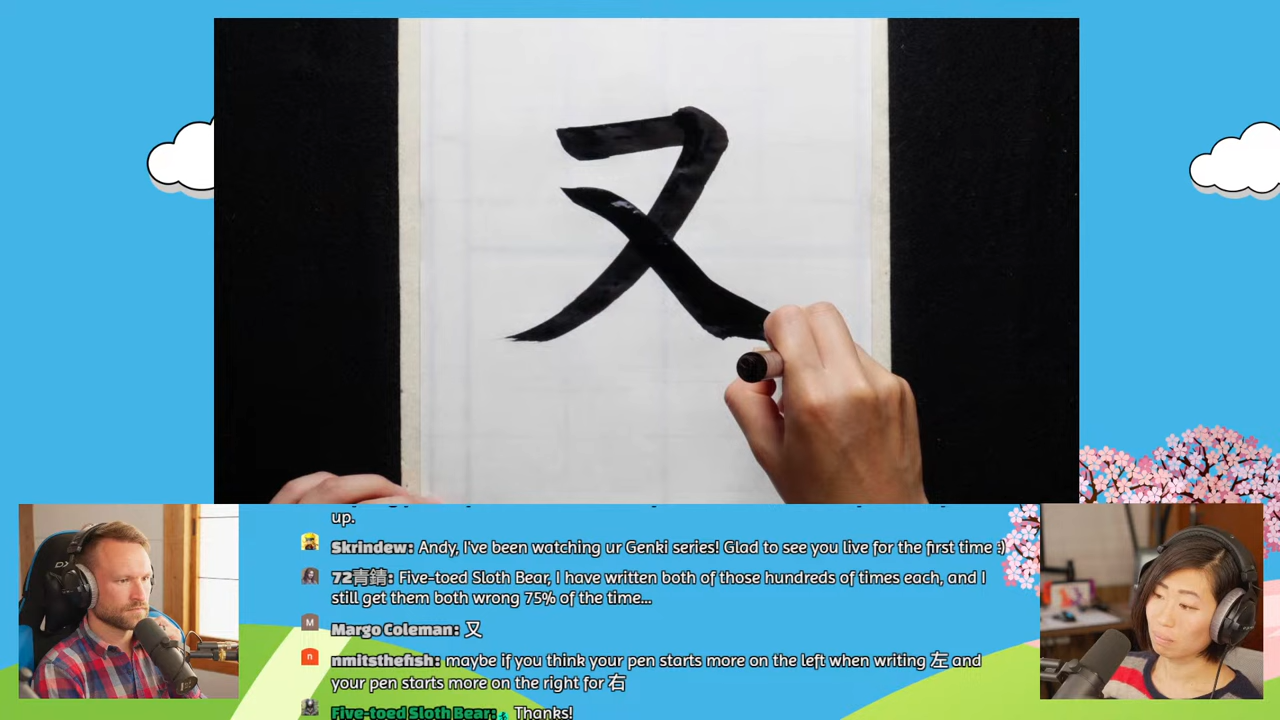 又
up.
Skrindew: Andy, I've been watching ur Genki series! Glad to see you live for the first time :)
72青錆: Five-toed Sloth Bear, I have written both of those hundreds of times each, and I
still get them both wrong 75% of the time...
M Margo Coleman: 又
n nmitsthefish: maybe if you think your pen starts more on the left when writing 左 and
your pen starts more on the right for 右
Five-toed Sloth Bear: Thanks!